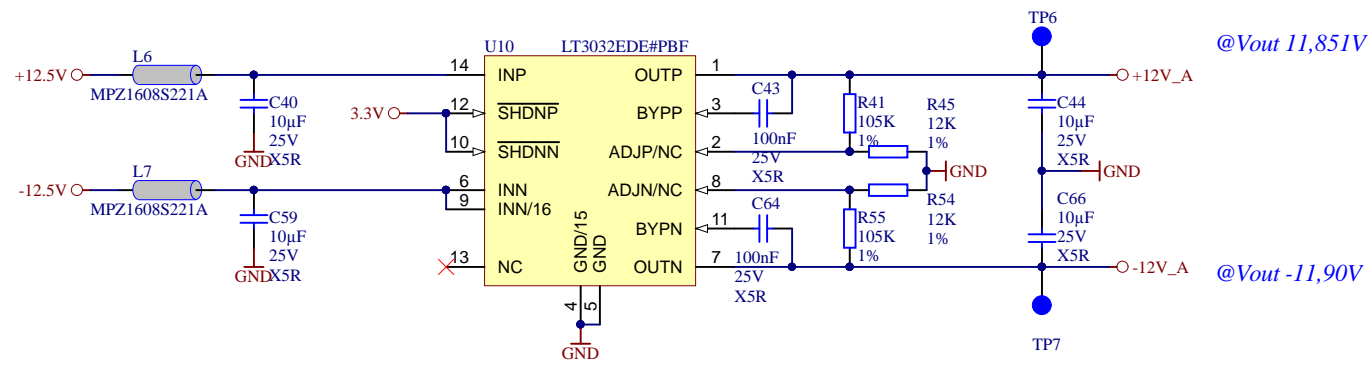 TP6
@Vout 11,851V
L6
U10
LT3032EDE#PBF
+12.5V
14
INP
OUTP
1
+12V_A
MPZ1608S221A
C40
10µF
25V
X5R
GND
3.3V
12
SHDNP
BYPP
3
C43
100nF
25V
X5R
R41
105K
1%
R45
12K
1%
C44
10µF
25V
X5R
10
SHDNN
ADJP/NC
2
GND
GND
L7
-12.5V
6
INN
ADJN/NC
8
MPZ1608S221A
9
INN/16
C59
10µF
25V
X5R
GND
BYPN
11
C64
100nF
25V
X5R
R55
105K
1%
R54
12K
1%
C66
10µF
25V
X5R
13
NC
GND/15
GND
OUTN
7
-12V_A
@Vout -11,90V
4
5
GND
TP7